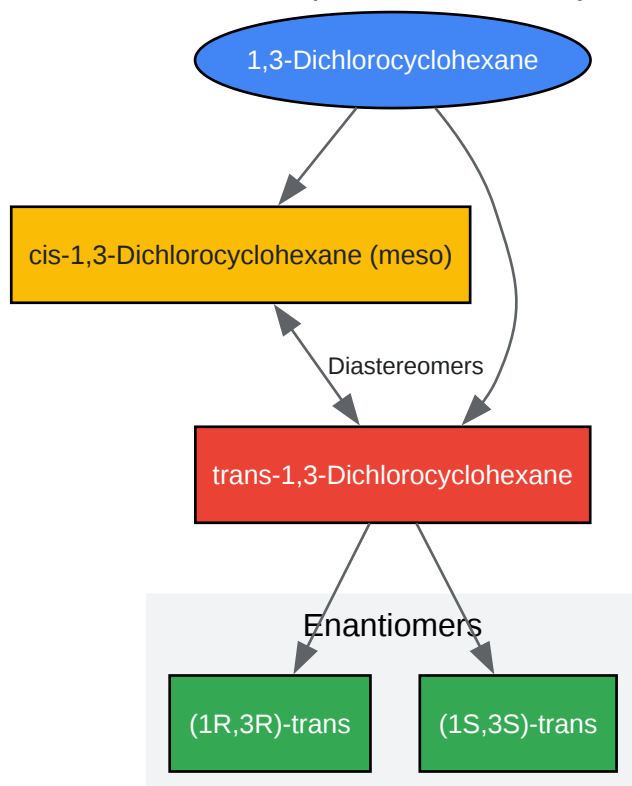 1,3-Dichlorocyclohexane
cis-1,3-Dichlorocyclohexane (meso)
Diastereomers
trans-1,3-Dichlorocyclohexane
Enantiomers
(1R,3R)-trans
(1S,3S)-trans